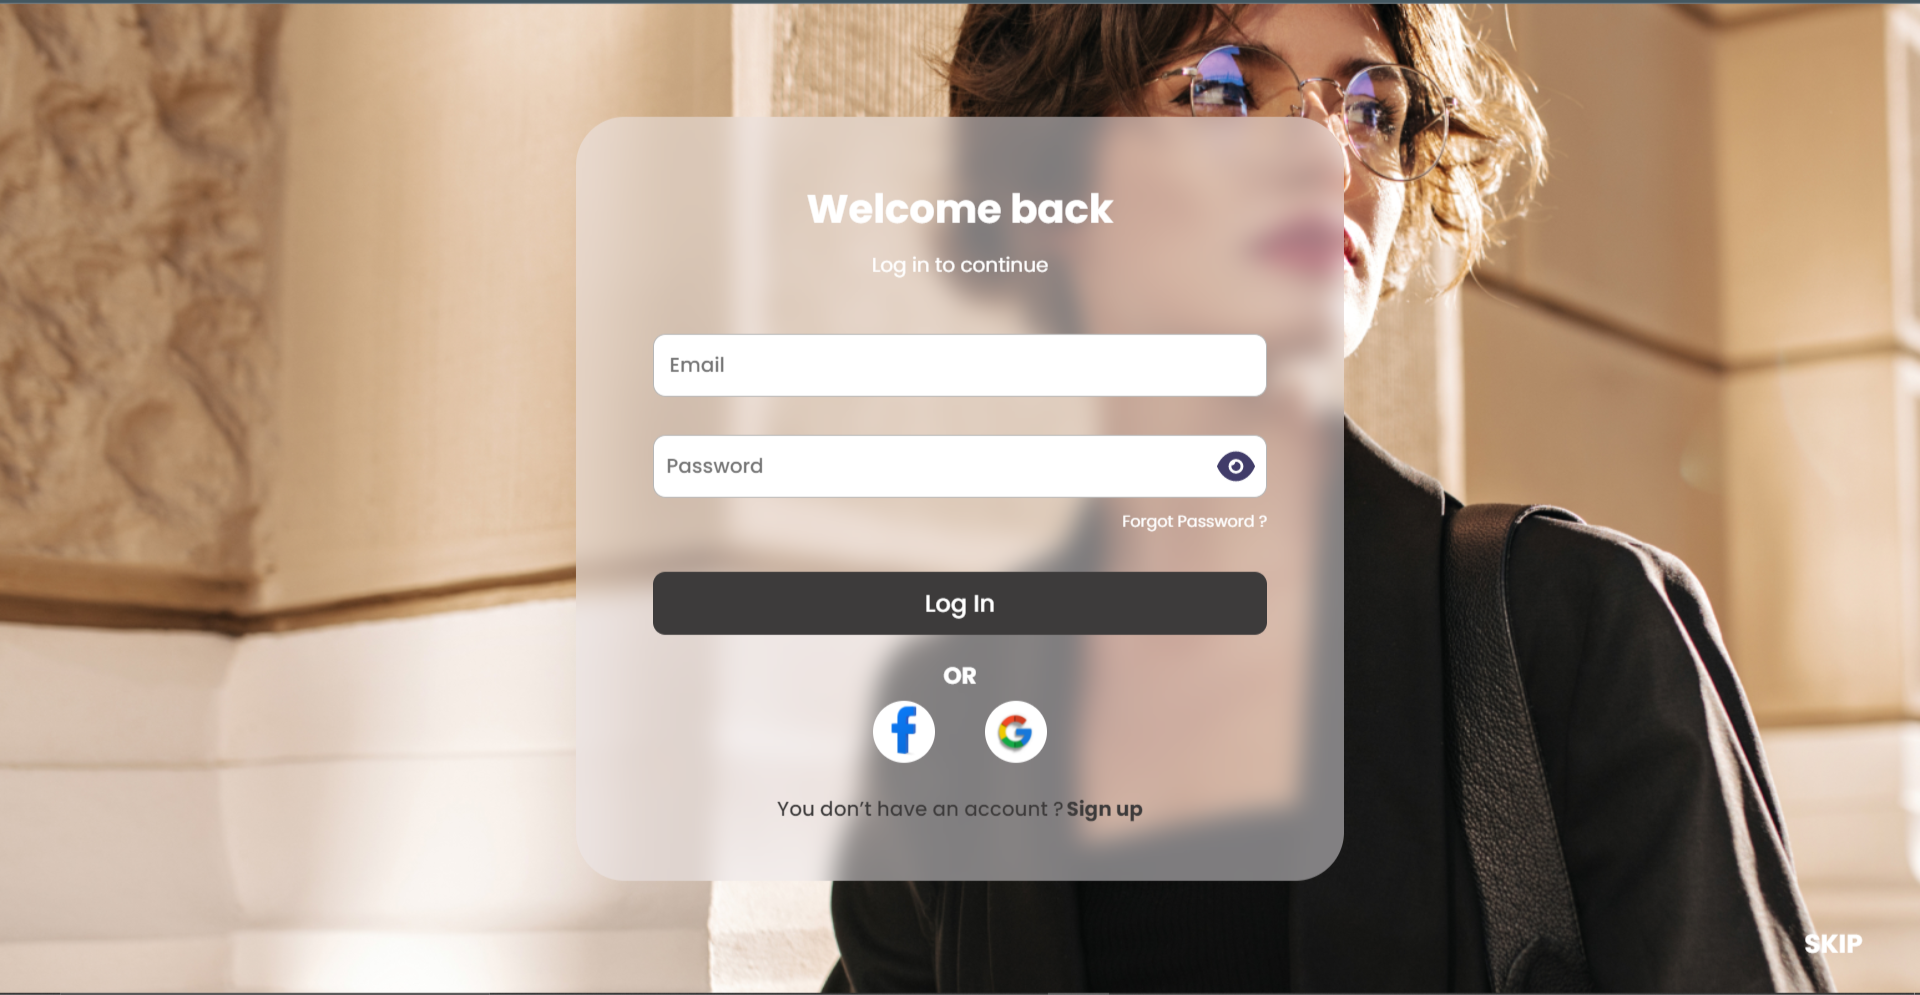 Welcome back
Log in to continue
Email
Password
Forgot Password ?
Log In
OR
You don’t have an account ? Sign up
SKIP